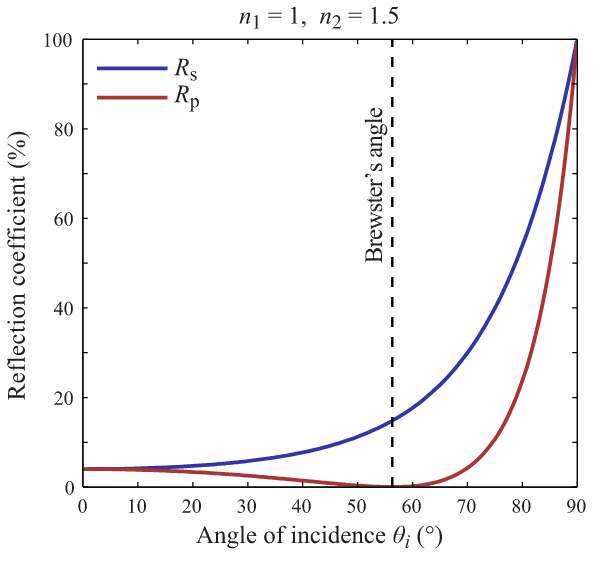 n₁ = 1, n₂ = 1.5
100
80
60
40
20
0
Reflection coefficient (%)
Rₛ
Rₚ
Brewster's angle
0 10 20 30 40 50 60 70 80 90
Angle of incidence θᵢ (°)